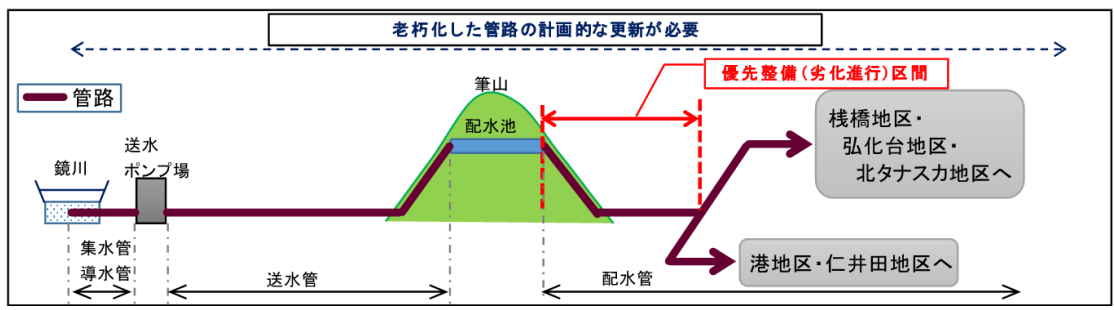 老朽化した管路の計画的な更新が必要
優先整備(劣化進行)区間
管路
筆山
配水池
送水
ポンプ場
鏡川
桟橋地区・
弘化台地区・
北タナスカ地区へ
港地区・仁井田地区へ
集水管
導水管
送水管
配水管